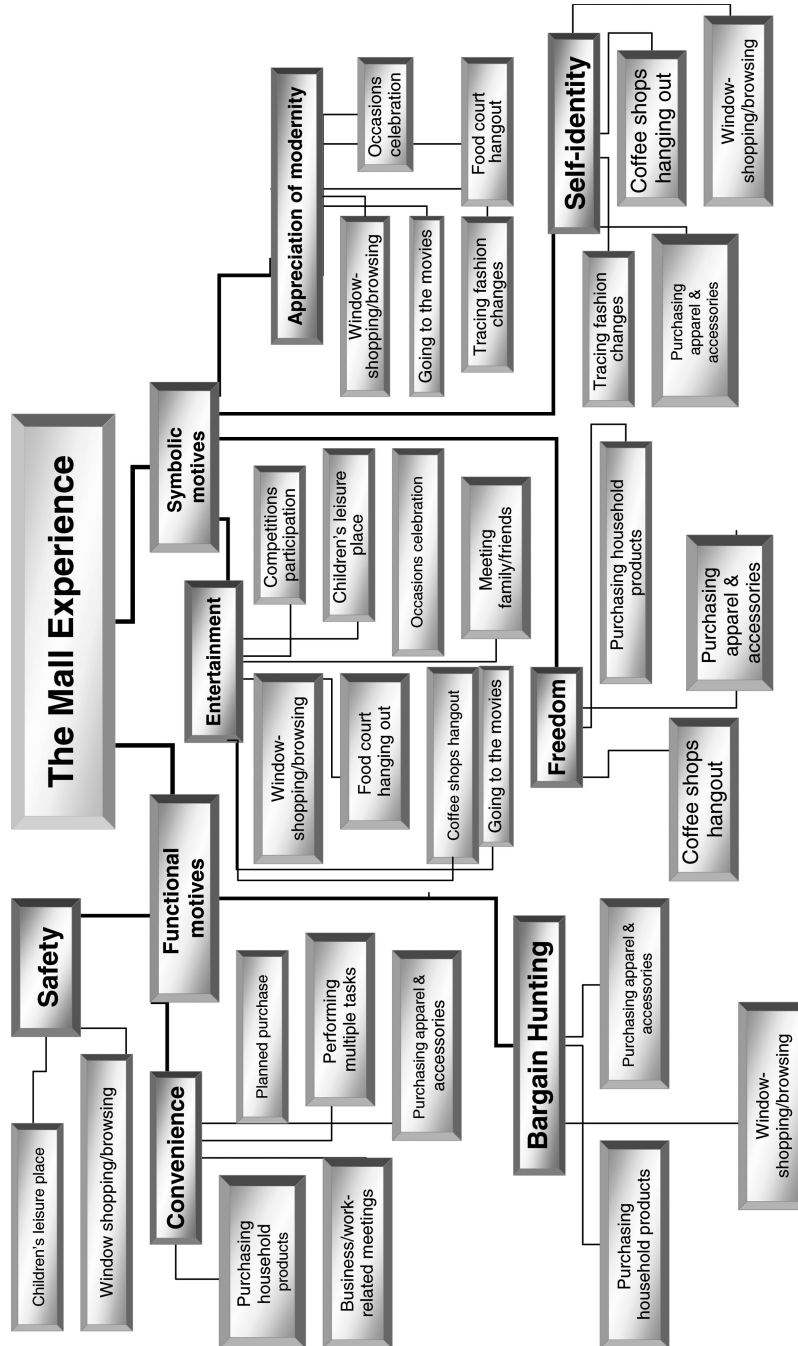 The Mall Experience
Safety
Children's leisure place
Window shopping/browsing
Functional
motives
Symbolic
motives
Convenience
Purchasing
household
products
Business/work-
related meetings
Planned purchase
Performing
multiple tasks
Purchasing apparel &
accessories
Bargain Hunting
Purchasing
household products
Window-
shopping/browsing
Purchasing apparel &
accessories
Entertainment
Window-
shopping/browsing
Food court
hanging out
Coffee shops hangout
Going to the movies
Competitions
participation
Children's leisure
place
Occasions celebration
Meeting
family/friends
Freedom
Coffee shops
hangout
Purchasing
apparel &
accessories
Purchasing household
products
Appreciation of modernity
Window-
shopping/browsing
Going to the movies
Tracing fashion
changes
Occasions
celebration
Food court
hangout
Self-identity
Tracing fashion
changes
Purchasing
apparel &
accessories
Coffee shops
hanging out
Window-
shopping/browsing